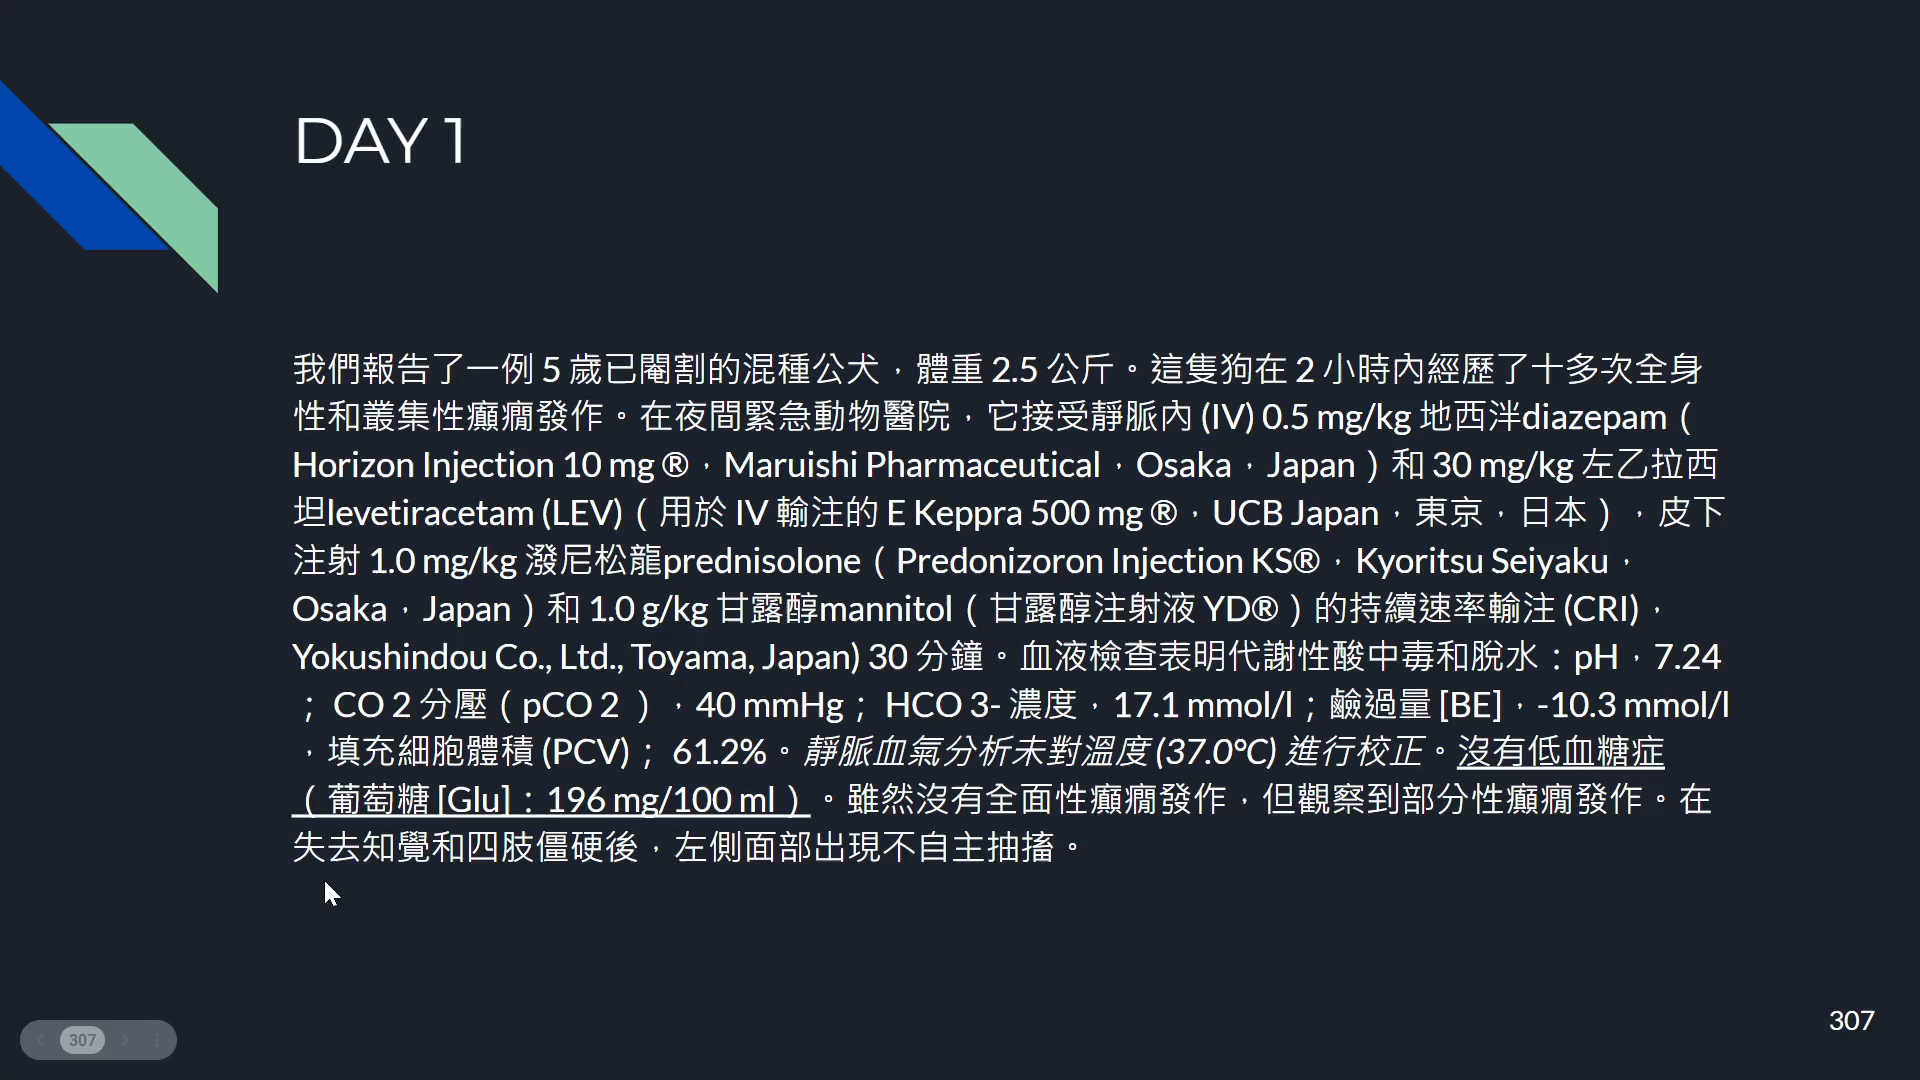 DAY 1
我們報告了一例 5 歲已閹割的混種公犬，體重 2.5 公斤。這隻狗在 2 小時內經歷了十多次全身
性和叢集性癲癇發作。在夜間緊急動物醫院，它接受靜脈內 (IV) 0.5 mg/kg 地西泮diazepam（
Horizon Injection 10 mg ®，Maruishi Pharmaceutical，Osaka，Japan）和 30 mg/kg 左乙拉西
坦levetiracetam (LEV)（用於 IV 輸注的 E Keppra 500 mg ®，UCB Japan，東京，日本），皮下
注射 1.0 mg/kg 潑尼松龍prednisolone（Predonizoron Injection KS®，Kyoritsu Seiyaku，
Osaka，Japan）和 1.0 g/kg 甘露醇mannitol（甘露醇注射液 YD®）的持續速率輸注 (CRI)，
Yokushindou Co., Ltd., Toyama, Japan) 30 分鐘。血液檢查表明代謝性酸中毒和脫水：pH，7.24
； CO 2 分壓（pCO 2 ），40 mmHg； HCO 3- 濃度，17.1 mmol/l；鹼過量 [BE]，-10.3 mmol/l
，填充細胞體積 (PCV)； 61.2%。靜脈血氣分析未對溫度 (37.0°C) 進行校正。沒有低血糖症
（葡萄糖 [Glu]：196 mg/100 ml）。雖然沒有全面性癲癇發作，但觀察到部分性癲癇發作。在
失去知覺和四肢僵硬後，左側面部出現不自主抽搐。
307
307